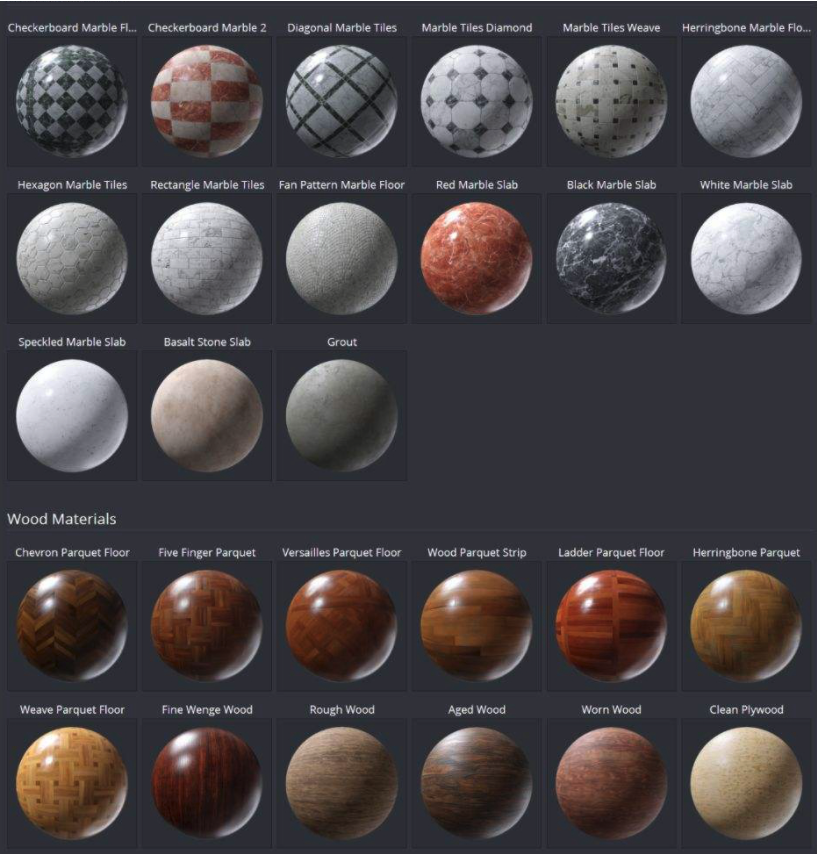 Checkerboard Marble Fl...
Checkerboard Marble 2
Diagonal Marble Tiles
Marble Tiles Diamond
Marble Tiles Weave
Herringbone Marble Flo...
Hexagon Marble Tiles
Rectangle Marble Tiles
Fan Pattern Marble Floor
Red Marble Slab
Black Marble Slab
White Marble Slab
Speckled Marble Slab
Basalt Stone Slab
Grout
Wood Materials
Chevron Parquet Floor
Five Finger Parquet
Versailles Parquet Floor
Wood Parquet Strip
Ladder Parquet Floor
Herringbone Parquet
Weave Parquet Floor
Fine Wenge Wood
Rough Wood
Aged Wood
Worn Wood
Clean Plywood